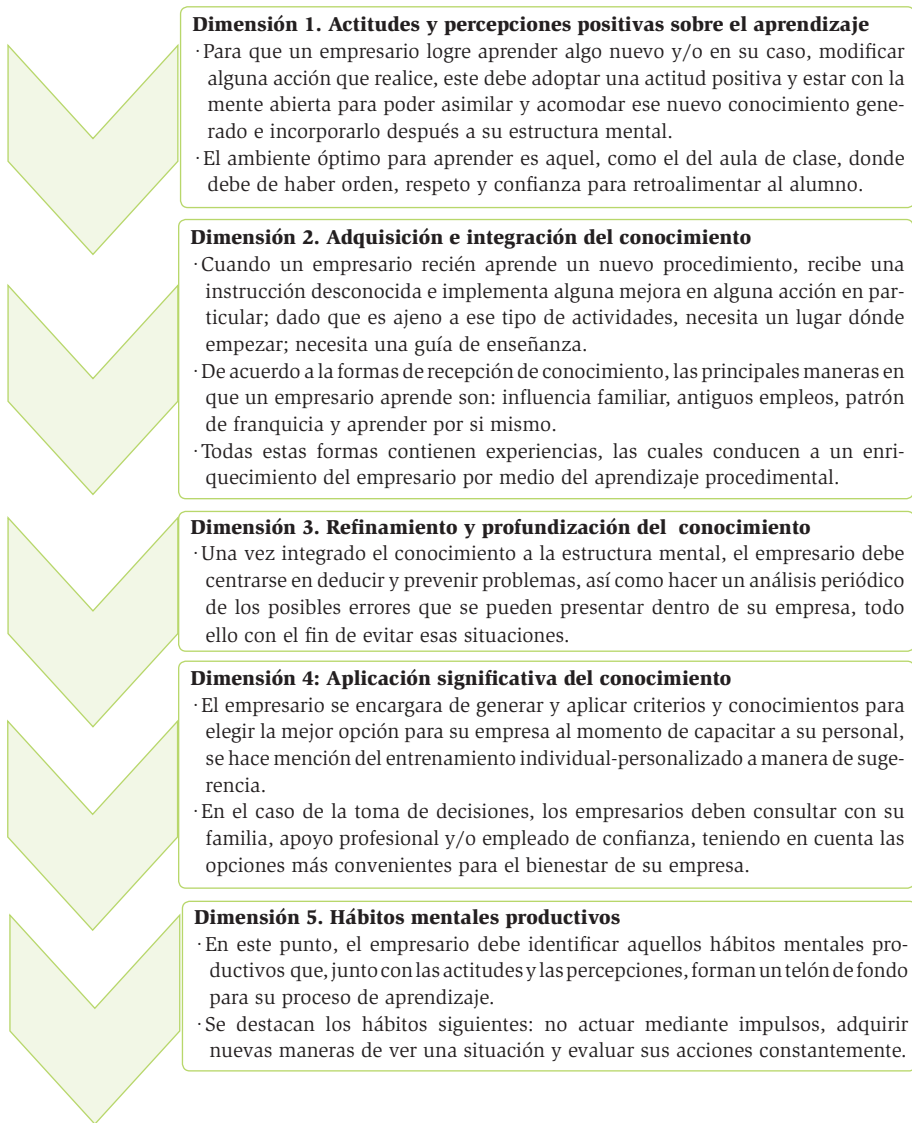 Dimensión 1. Actitudes y percepciones positivas sobre el aprendizaje
· Para que un empresario logre aprender algo nuevo y/o en su caso, modificar
alguna acción que realice, este debe adoptar una actitud positiva y estar con la
mente abierta para poder asimilar y acomodar ese nuevo conocimiento gene-
rado e incorporarlo después a su estructura mental.
· El ambiente óptimo para aprender es aquel, como el del aula de clase, donde
debe de haber orden, respeto y confianza para retroalimentar al alumno.
Dimensión 2. Adquisición e integración del conocimiento
· Cuando un empresario recién aprende un nuevo procedimiento, recibe una
instrucción desconocida e implementa alguna mejora en alguna acción en par-
ticular; dado que es ajeno a ese tipo de actividades, necesita un lugar dónde
empezar; necesita una guía de enseñanza.
· De acuerdo a la formas de recepción de conocimiento, las principales maneras en
que un empresario aprende son: influencia familiar, antiguos empleos, patrón
de franquicia y aprender por si mismo.
· Todas estas formas contienen experiencias, las cuales conducen a un enri-
quecimiento del empresario por medio del aprendizaje procedimental.
Dimensión 3. Refinamiento y profundización del conocimiento
· Una vez integrado el conocimiento a la estructura mental, el empresario debe
centrarse en deducir y prevenir problemas, así como hacer un análisis periódico
de los posibles errores que se pueden presentar dentro de su empresa, todo
ello con el fin de evitar esas situaciones.
Dimensión 4: Aplicación significativa del conocimiento
· El empresario se encargara de generar y aplicar criterios y conocimientos para
elegir la mejor opción para su empresa al momento de capacitar a su personal,
se hace mención del entrenamiento individual-personalizado a manera de suge-
rencia.
· En el caso de la toma de decisiones, los empresarios deben consultar con su
familia, apoyo profesional y/o empleado de confianza, teniendo en cuenta las
opciones más convenientes para el bienestar de su empresa.
Dimensión 5. Hábitos mentales productivos
· En este punto, el empresario debe identificar aquellos hábitos mentales pro-
ductivos que, junto con las actitudes y las percepciones, forman un telón de fondo
para su proceso de aprendizaje.
· Se destacan los hábitos siguientes: no actuar mediante impulsos, adquirir
nuevas maneras de ver una situación y evaluar sus acciones constantemente.